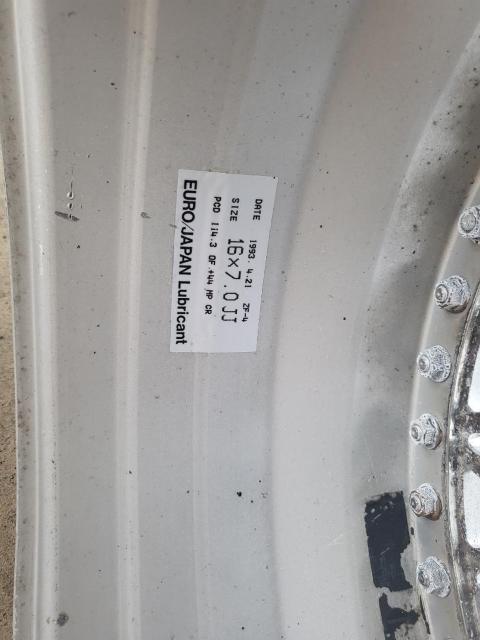 DATE 1993. 4.21 ZF-4
SIZE 16×7.0JJ
PCD 114.3 OF +44 HP CR
EURO/JAPAN Lubricant